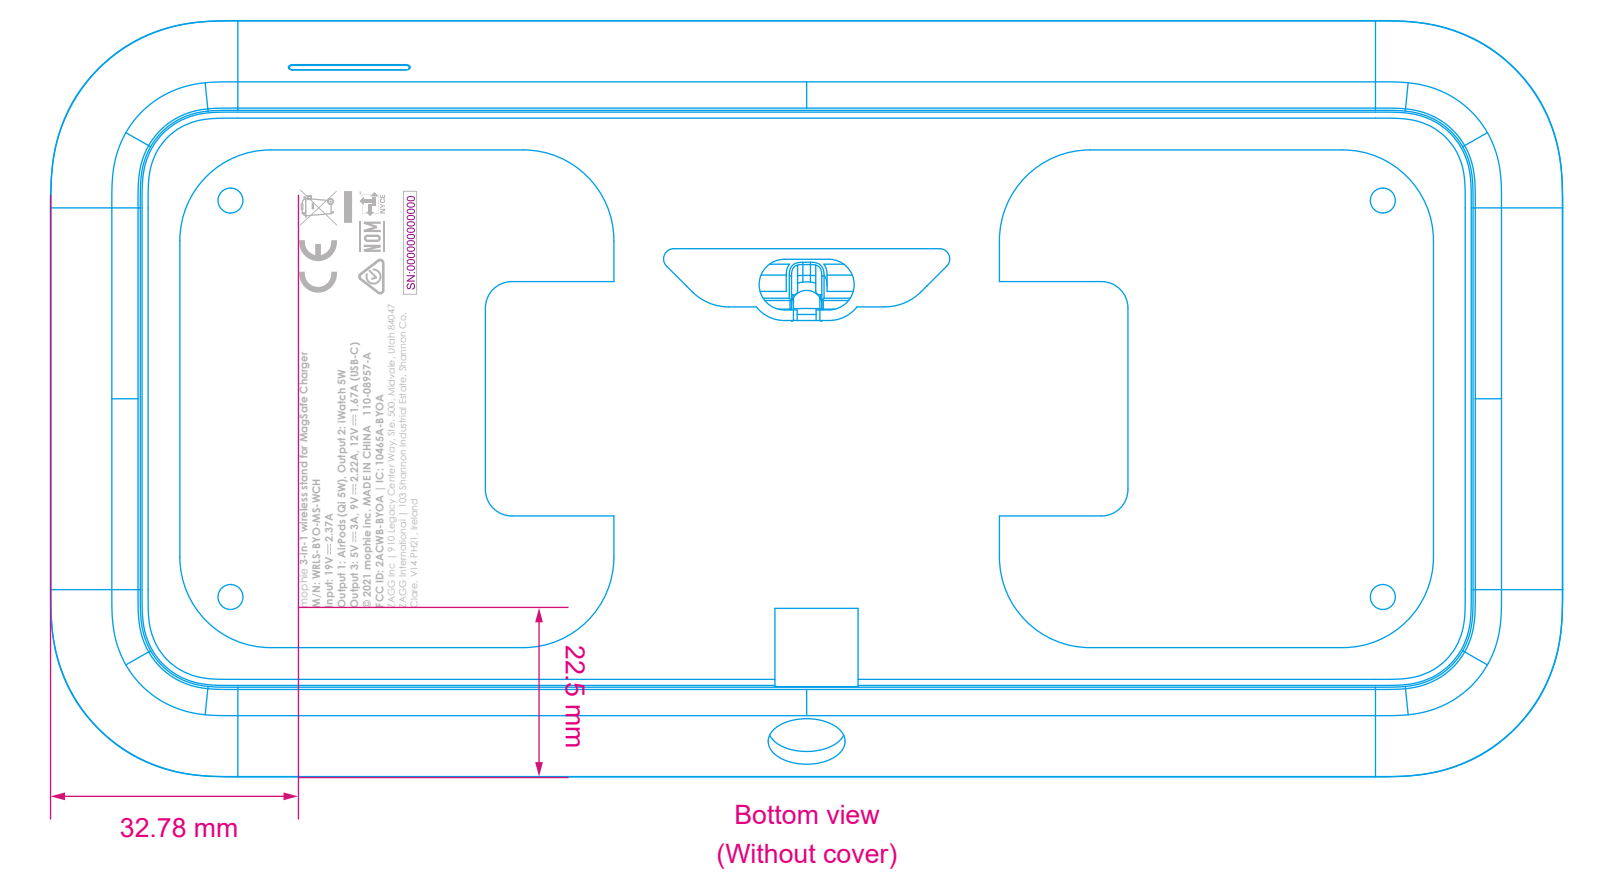 mophie 3-in-1 wireless stand for MagSafe Charger
M/N: WRLS-BYO-MS-WCH
Input: 19V⎓2.37A
Output 1: AirPods (Qi 5W), Output 2: iWatch 5W
Output 3: 5V⎓3A, 9V⎓2.22A, 12V⎓1.67A (USB-C)
© 2021 mophie inc. MADE IN CHINA 110-08957-A
FCC ID: 2ACWB-BYOA | IC: 10465A-BYOA
ZAGG Inc | 910 Legacy Center Way, Ste. 500, Midvale, Utah 84047
ZAGG International | 103 Shannon Industrial Estate, Shannon Co.
Clare, V14 PH21, Ireland
CE
NOM
NYCE
SN:0000000000000
22.5 mm
32.78 mm
Bottom view
(Without cover)